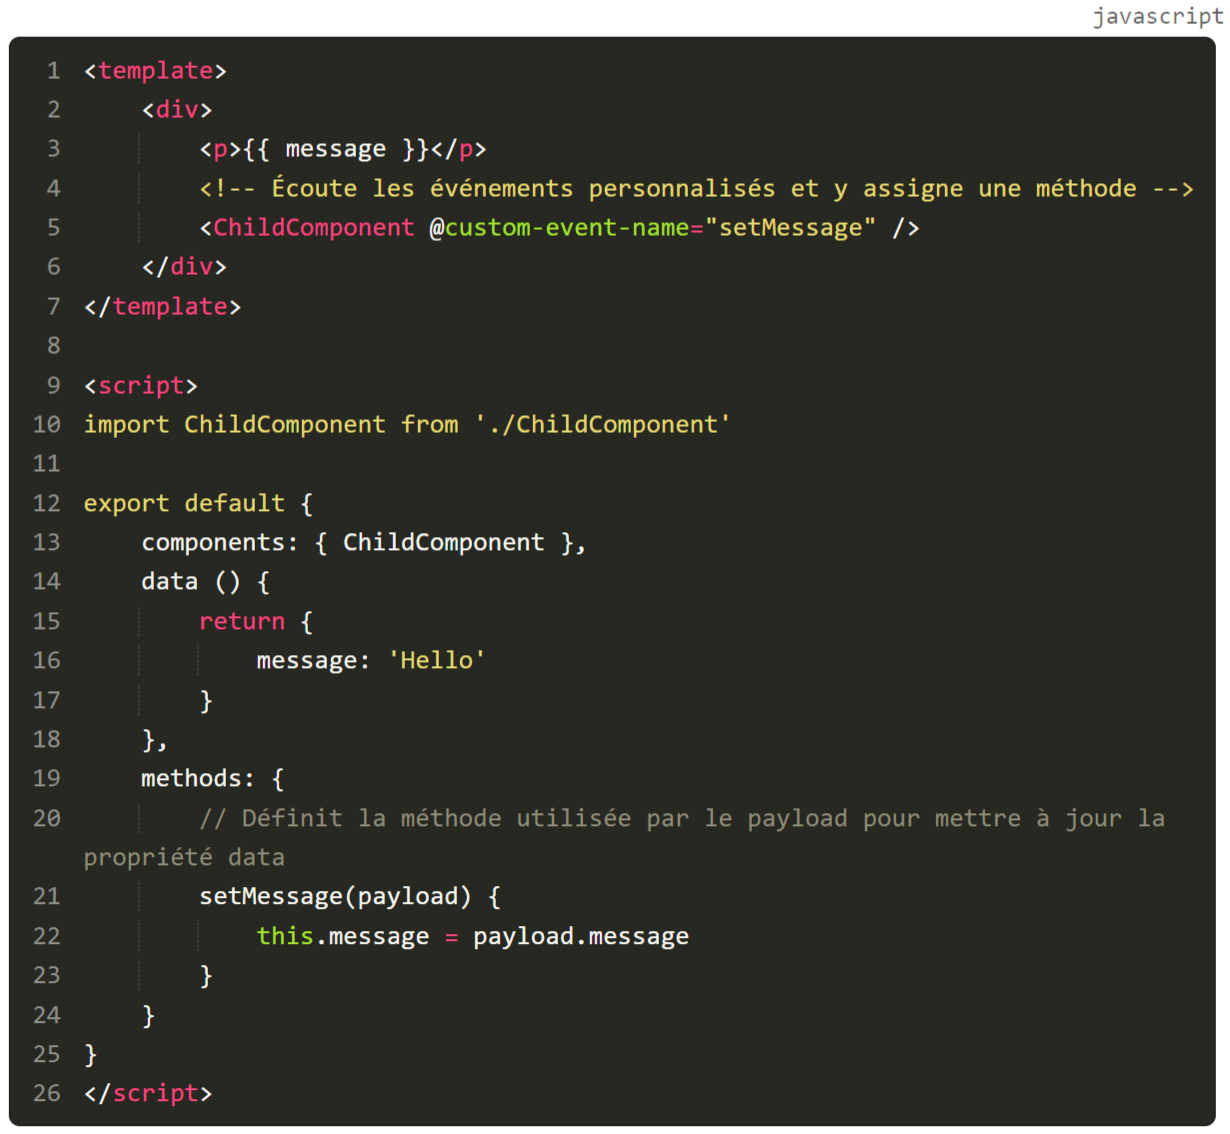 javascript
1 <template>
2     <div>
3         <p>{{ message }}</p>
4         <!-- Écoute les événements personnalisés et y assigne une méthode -->
5         <ChildComponent @custom-event-name="setMessage" />
6     </div>
7 </template>
8
9 <script>
10 import ChildComponent from './ChildComponent'
11
12 export default {
13     components: { ChildComponent },
14     data () {
15         return {
16             message: 'Hello'
17         }
18     },
19     methods: {
20         // Définit la méthode utilisée par le payload pour mettre à jour la
propriété data
21         setMessage(payload) {
22             this.message = payload.message
23         }
24     }
25 }
26 </script>